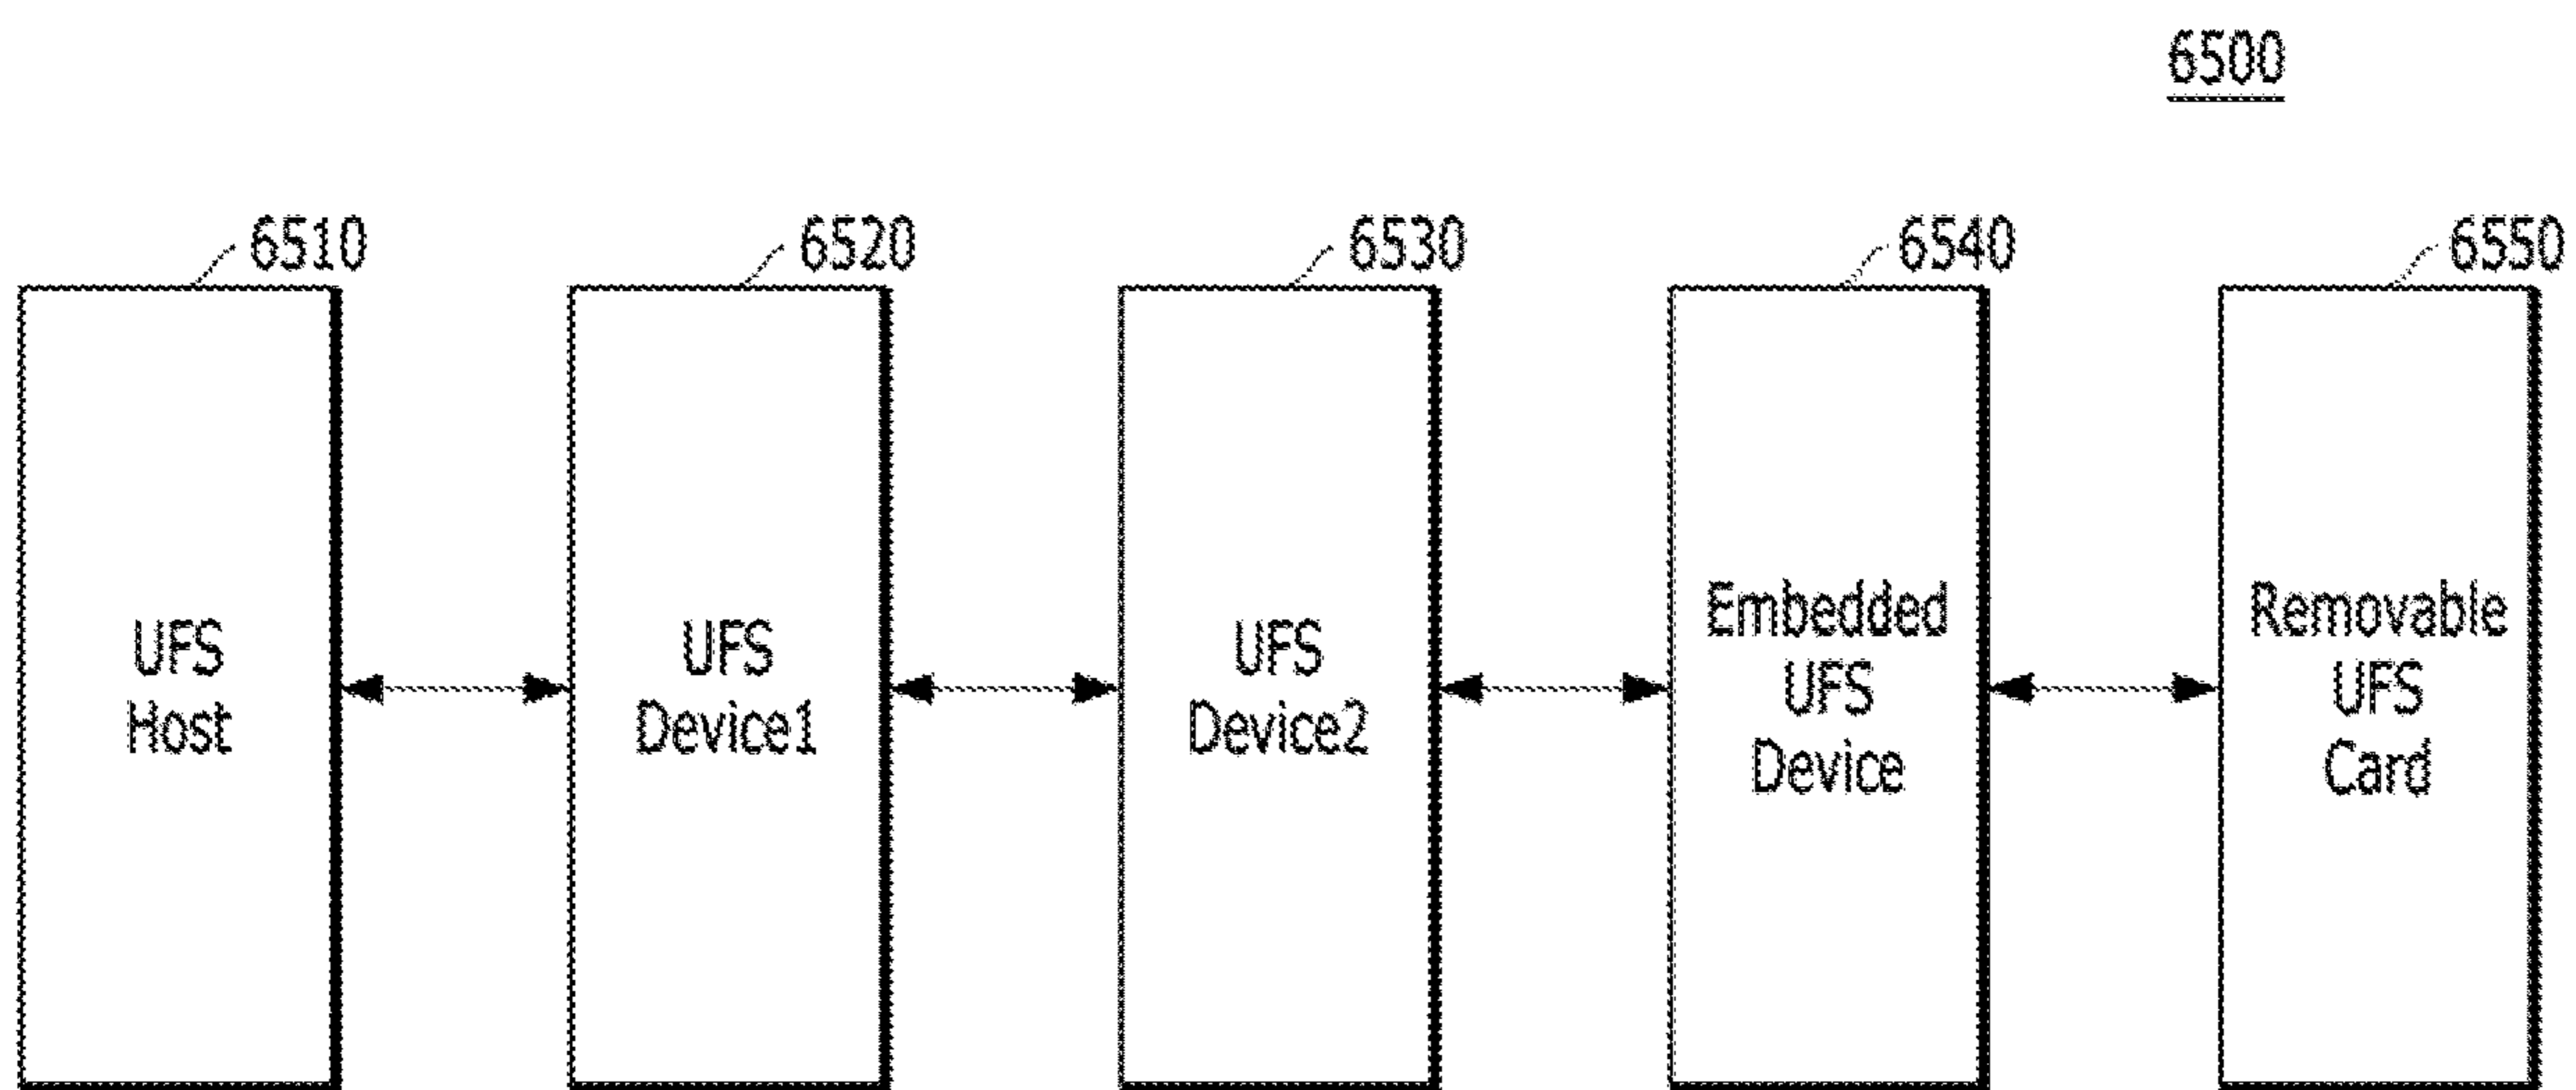 6500
6510
6520
6530
6540
6550
UFS
Host
UFS
Device1
UFS
Device2
Embedded
UFS
Device
Removable
UFS
Card